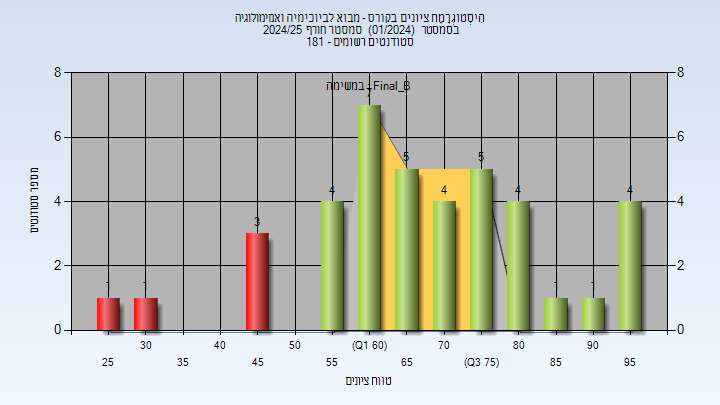 היסטוגרמת ציונים בקורס - מבוא לביוכימיה ואנזימולוגיה
בסמסטר (01/2024) סמסטר חורף 2024/25
סטודנטים רשומים - 181
במשימה: Final_B
8 8
7
6 6
5 5
4 4 4 4
4 4
3
2 2
1 1 1 1
0 0
מספר סטודנטים
30 40 50 (Q1 60) 70 80 90
25 35 45 55 65 (Q3 75) 85 95
טווח ציונים